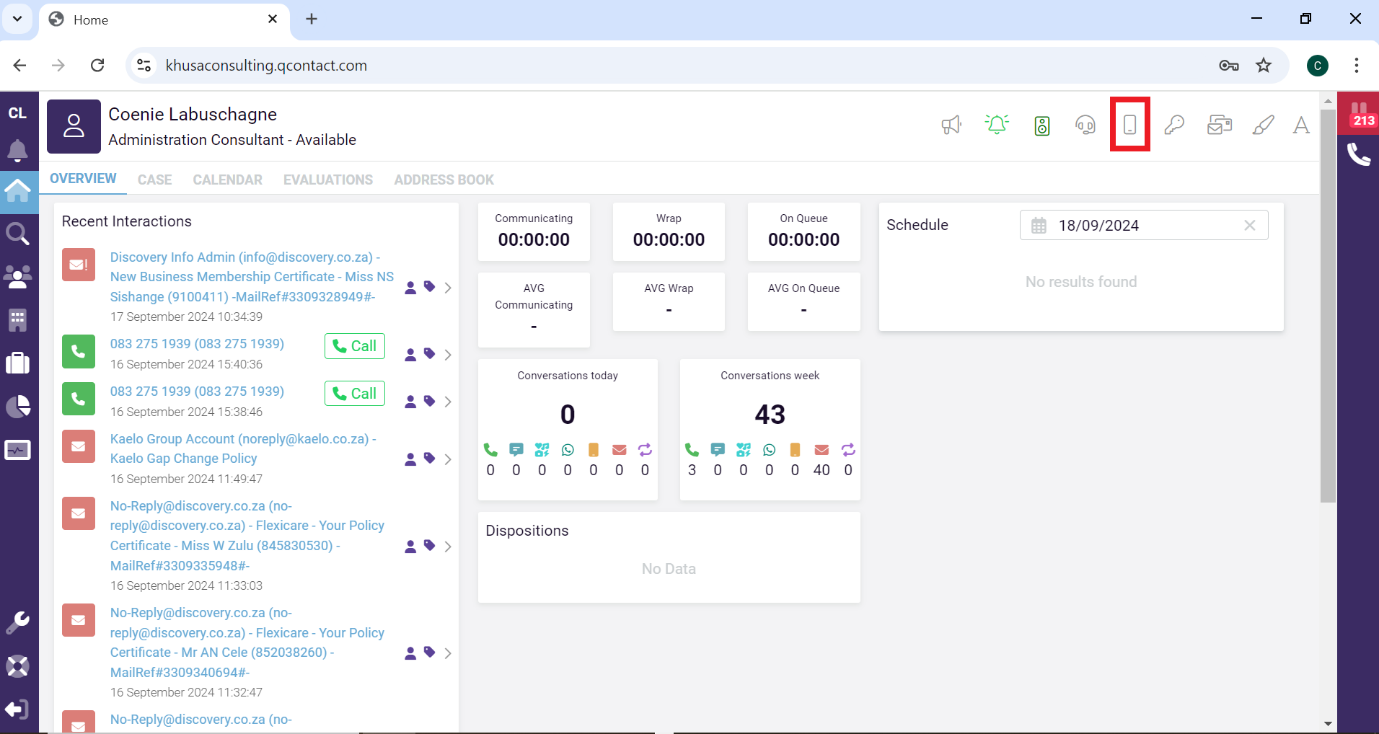 Home
khusaconsulting.qcontact.com
C
CL
Coenie Labuschagne
Administration Consultant - Available
A
213
OVERVIEW
CASE
CALENDAR
EVALUATIONS
ADDRESS BOOK
Recent Interactions
Discovery Info Admin (info@discovery.co.za) -
New Business Membership Certificate - Miss NS
Sishange (9100411) -MailRef#3309328949#-
17 September 2024 10:34:39
083 275 1939 (083 275 1939)
Call
16 September 2024 15:40:36
083 275 1939 (083 275 1939)
Call
16 September 2024 15:38:46
Kaelo Group Account (noreply@kaelo.co.za) -
Kaelo Gap Change Policy
16 September 2024 11:49:47
No-Reply@discovery.co.za (no-
reply@discovery.co.za) - Flexicare - Your Policy
Certificate - Miss W Zulu (845830530) -
MailRef#3309335948#-
16 September 2024 11:33:03
No-Reply@discovery.co.za (no-
reply@discovery.co.za) - Flexicare - Your Policy
Certificate - Mr AN Cele (852038260) -
MailRef#3309340694#-
16 September 2024 11:32:47
No-Reply@discovery.co.za (no-
Communicating
00:00:00
Wrap
00:00:00
On Queue
00:00:00
AVG
Communicating
-
AVG Wrap
-
AVG On Queue
-
Conversations today
0
0 0 0 0 0 0 0
Conversations week
43
3 0 0 0 0 40 0
Dispositions
No Data
Schedule
18/09/2024
No results found